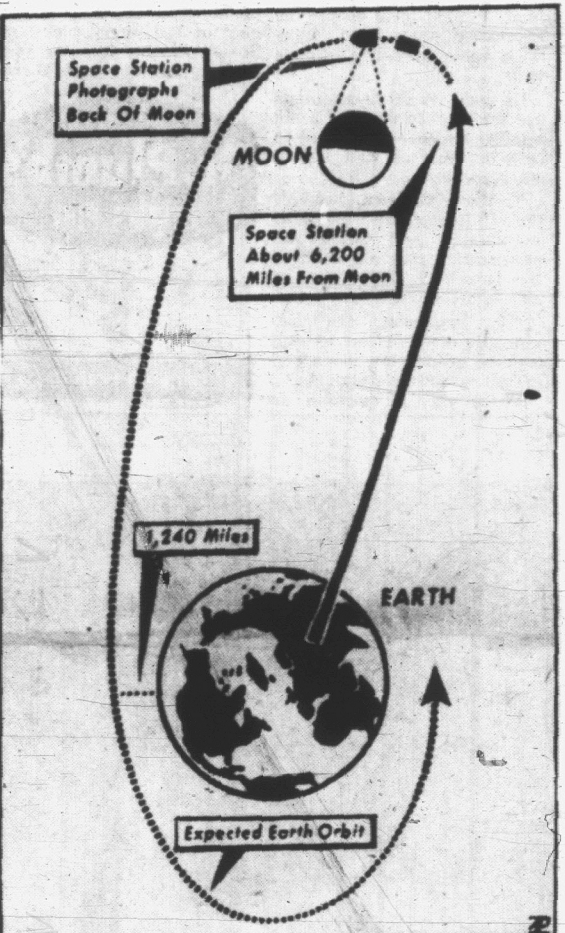 Space Station
Photographs
Back Of Moon
MOON
Space Station
About 6,200
Miles From Moon
1,240 Miles
EARTH
Expected Earth Orbit